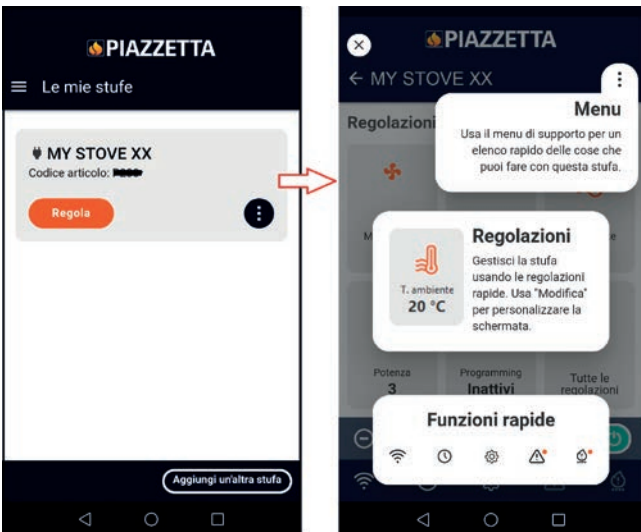 PIAZZETTA
Le mie stufe
MY STOVE XX
Codice articolo:
Regola
Aggiungi un'altra stufa
PIAZZETTA
MY STOVE XX
Regolazioni
Menu
Usa il menu di supporto per un
elenco rapido delle cose che
puoi fare con questa stufa.
Regolazioni
Gestisci la stufa
usando le regolazioni
rapide. Usa "Modifica"
per personalizzare la
schermata.
T. ambiente
20 °C
Potenza
3
Programming
Inattivi
Tutte le
regolazioni
Funzioni rapide